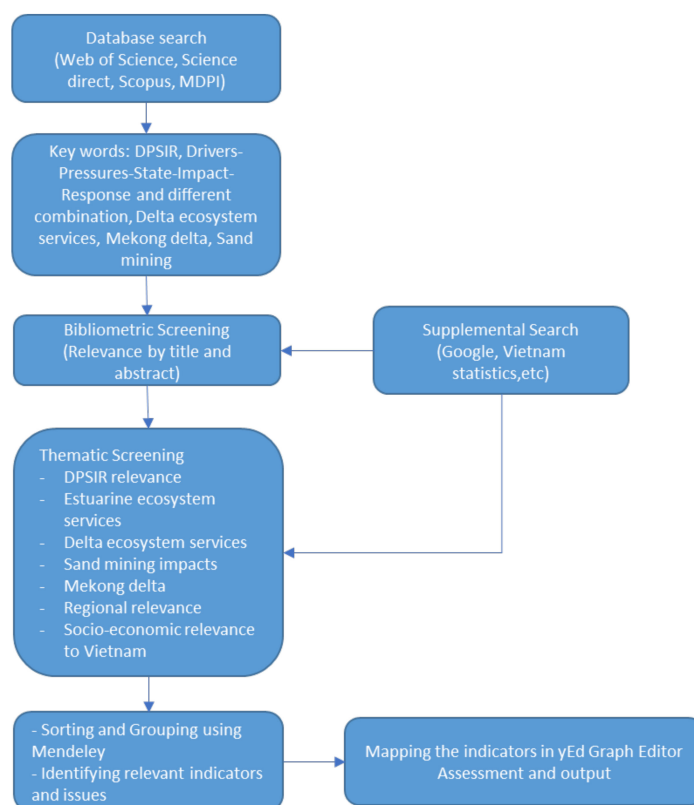 Database search
(Web of Science, Science
direct, Scopus, MDPI)
Key words: DPSIR, Drivers-
Pressures-State-Impact-
Response and different
combination, Delta ecosystem
services, Mekong delta, Sand
mining
Bibliometric Screening
(Relevance by title and
abstract)
Supplemental Search
(Google, Vietnam
statistics,etc)
Thematic Screening
- DPSIR relevance
- Estuarine ecosystem
services
- Delta ecosystem services
- Sand mining impacts
- Mekong delta
- Regional relevance
- Socio-economic relevance
to Vietnam
- Sorting and Grouping using
Mendeley
- Identifying relevant indicators
and issues
Mapping the indicators in yEd Graph Editor
Assessment and output